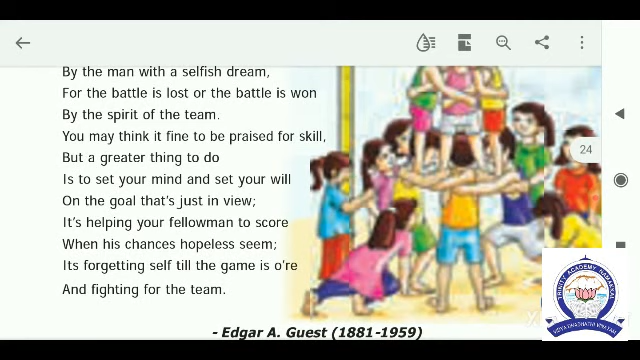 By the man with a selfish dream,
For the battle is lost or the battle is won
By the spirit of the team.
You may think it fine to be praised for skill,
But a greater thing to do
Is to set your mind and set your will
On the goal that's just in view;
It's helping your fellowman to score
When his chances hopeless seem;
Its forgetting self till the game is o're
And fighting for the team.
24
- Edgar A. Guest (1881-1959)
TRINITY ACADEMY NAMAKKAL